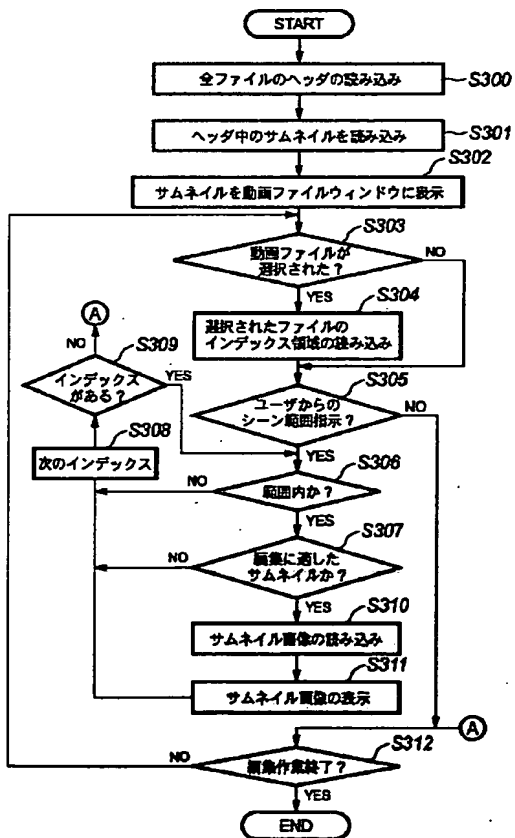 START
全ファイルのヘッダの読み込み
S300
ヘッダ中のサムネイルを読み込み
S301
S302
サムネイルを動画ファイルウィンドウに表示
S303
動画ファイルが
選択された？
NO
YES
S304
選択されたファイルの
インデックス領域の読み込み
A
NO
S309
インデックス
がある？
YES
S305
ユーザからの
シーン範囲指示？
NO
YES
S308
次のインデックス
S306
NO
範囲内か？
YES
S307
NO
編集に適した
サムネイルか？
YES
S310
サムネイル画像の読み込み
S311
サムネイル画像の表示
A
S312
NO
編集作業終了？
YES
END